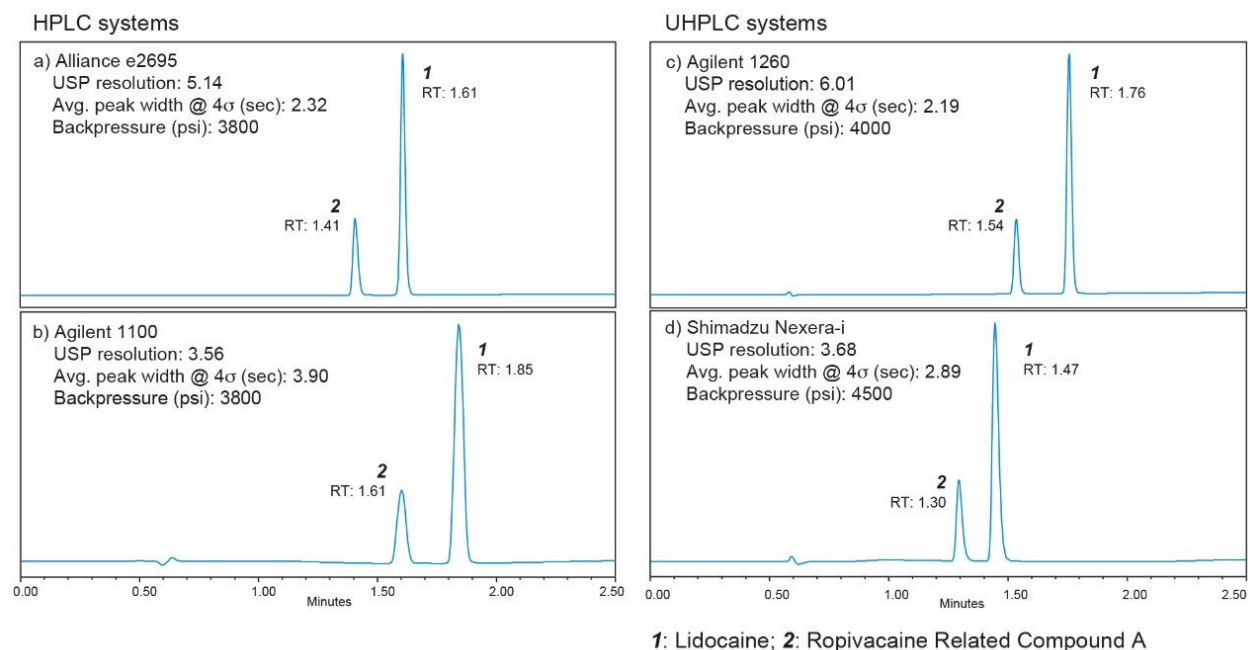 HPLC systems
a) Alliance e2695
USP resolution: 5.14
Avg. peak width @ 4σ (sec): 2.32
Backpressure (psi): 3800
1
RT: 1.61
2
RT: 1.41
b) Agilent 1100
USP resolution: 3.56
Avg. peak width @ 4σ (sec): 3.90
Backpressure (psi): 3800
1
RT: 1.85
2
RT: 1.61
0.00 0.50 1.00 1.50 2.00 2.50
Minutes
UHPLC systems
c) Agilent 1260
USP resolution: 6.01
Avg. peak width @ 4σ (sec): 2.19
Backpressure (psi): 4000
1
RT: 1.76
2
RT: 1.54
d) Shimadzu Nexera-i
USP resolution: 3.68
Avg. peak width @ 4σ (sec): 2.89
Backpressure (psi): 4500
1
RT: 1.47
2
RT: 1.30
0.00 0.50 1.00 1.50 2.00 2.50
Minutes
1: Lidocaine; 2: Ropivacaine Related Compound A